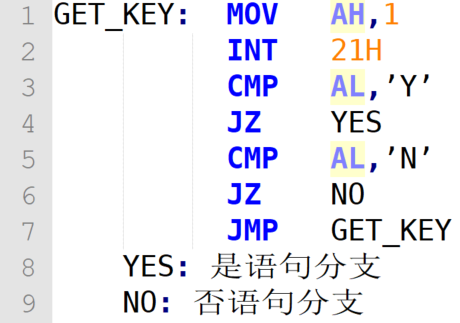 1 GET_KEY: MOV AH,1
2 INT 21H
3 CMP AL,’Y’
4 JZ YES
5 CMP AL,’N’
6 JZ NO
7 JMP GET_KEY
8 YES: 是语句分支
9 NO: 否语句分支